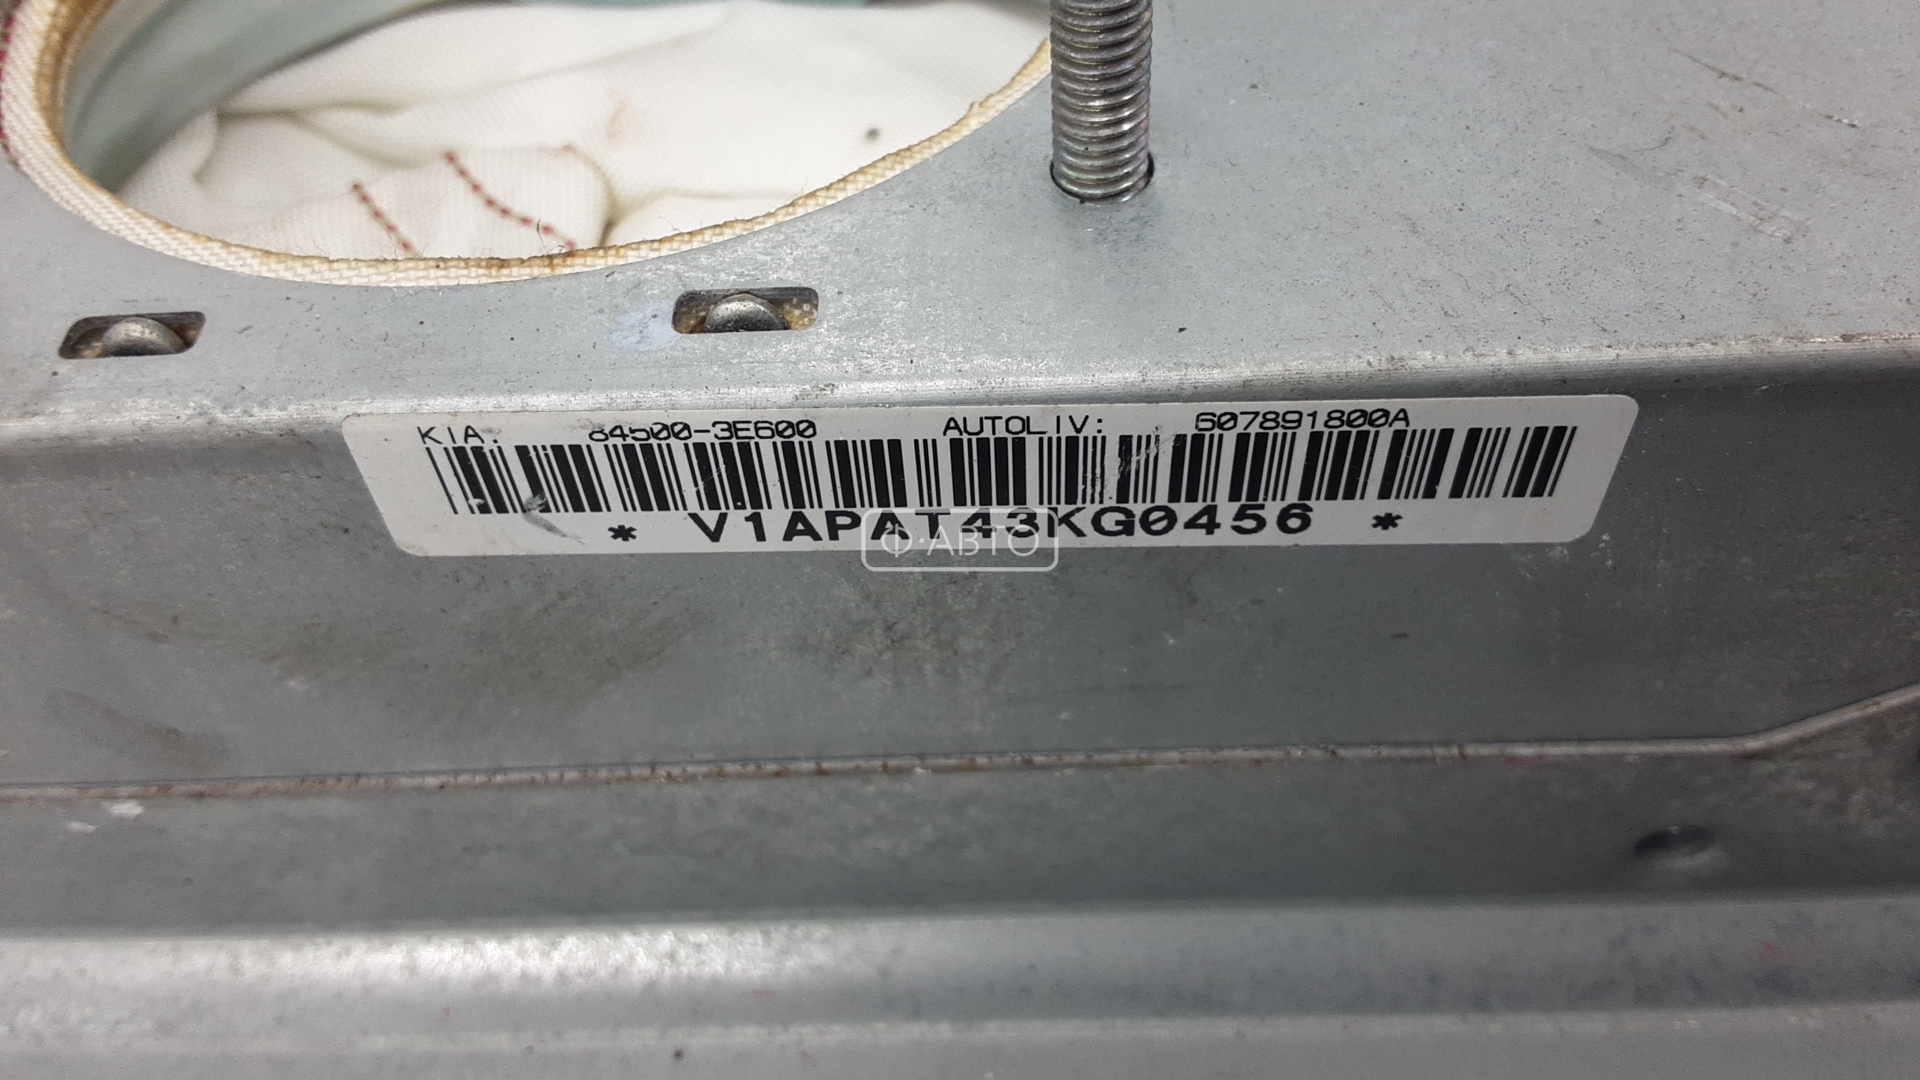 KIA: 84500-3E600 AUTOLIV: 607891800A
* V1APAT43KG0456 *
Ф·АВТО